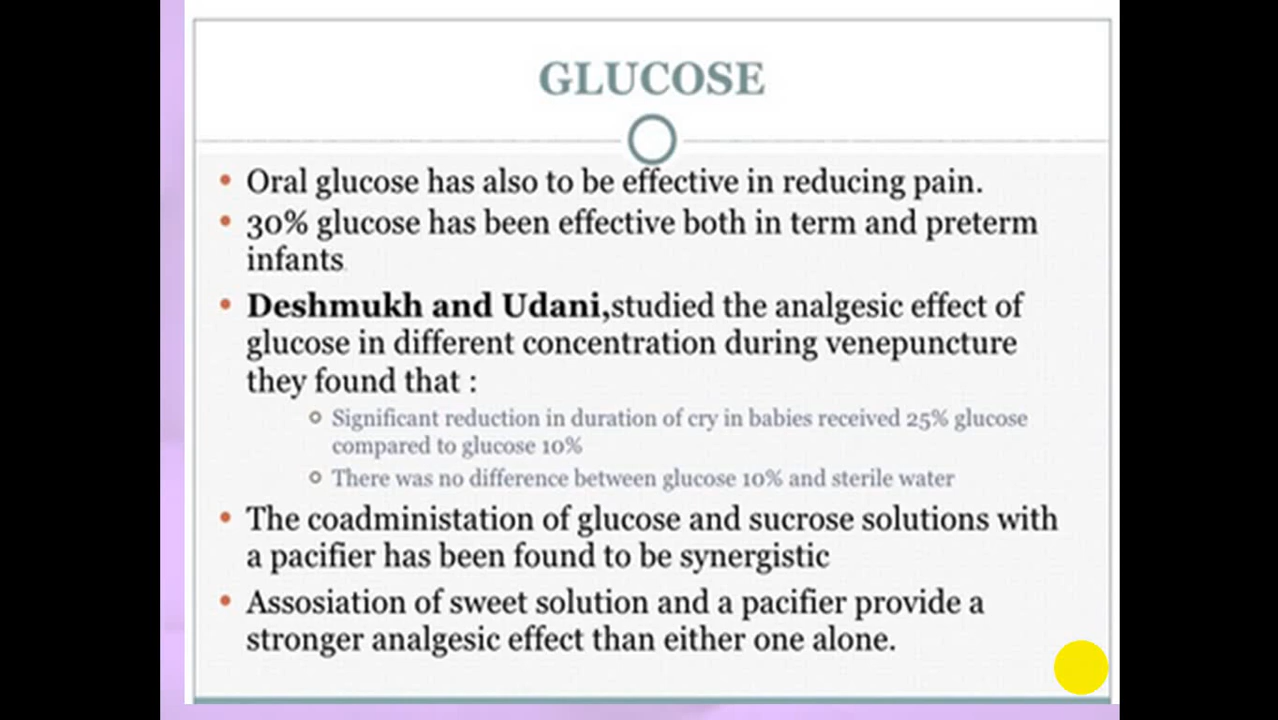 GLUCOSE
• Oral glucose has also to be effective in reducing pain.
• 30% glucose has been effective both in term and preterm
infants
• Deshmukh and Udani,studied the analgesic effect of
glucose in different concentration during venepuncture
they found that :
o Significant reduction in duration of cry in babies received 25% glucose
compared to glucose 10%
o There was no difference between glucose 10% and sterile water
• The coadministation of glucose and sucrose solutions with
a pacifier has been found to be synergistic
• Assosiation of sweet solution and a pacifier provide a
stronger analgesic effect than either one alone.